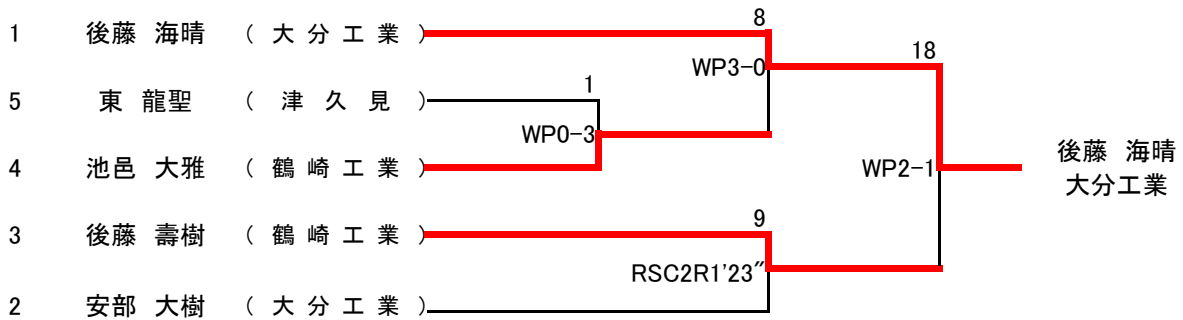 1 後藤 海晴 ( 大 分 工 業 )
8
WP3-0
18
5 東 龍聖 ( 津 久 見 )
1
WP0-3
4 池邑 大雅 ( 鶴 崎 工 業 )
WP2-1
後藤 海晴
大分工業
3 後藤 壽樹 ( 鶴 崎 工 業 )
9
RSC2R1'23″
2 安部 大樹 ( 大 分 工 業 )